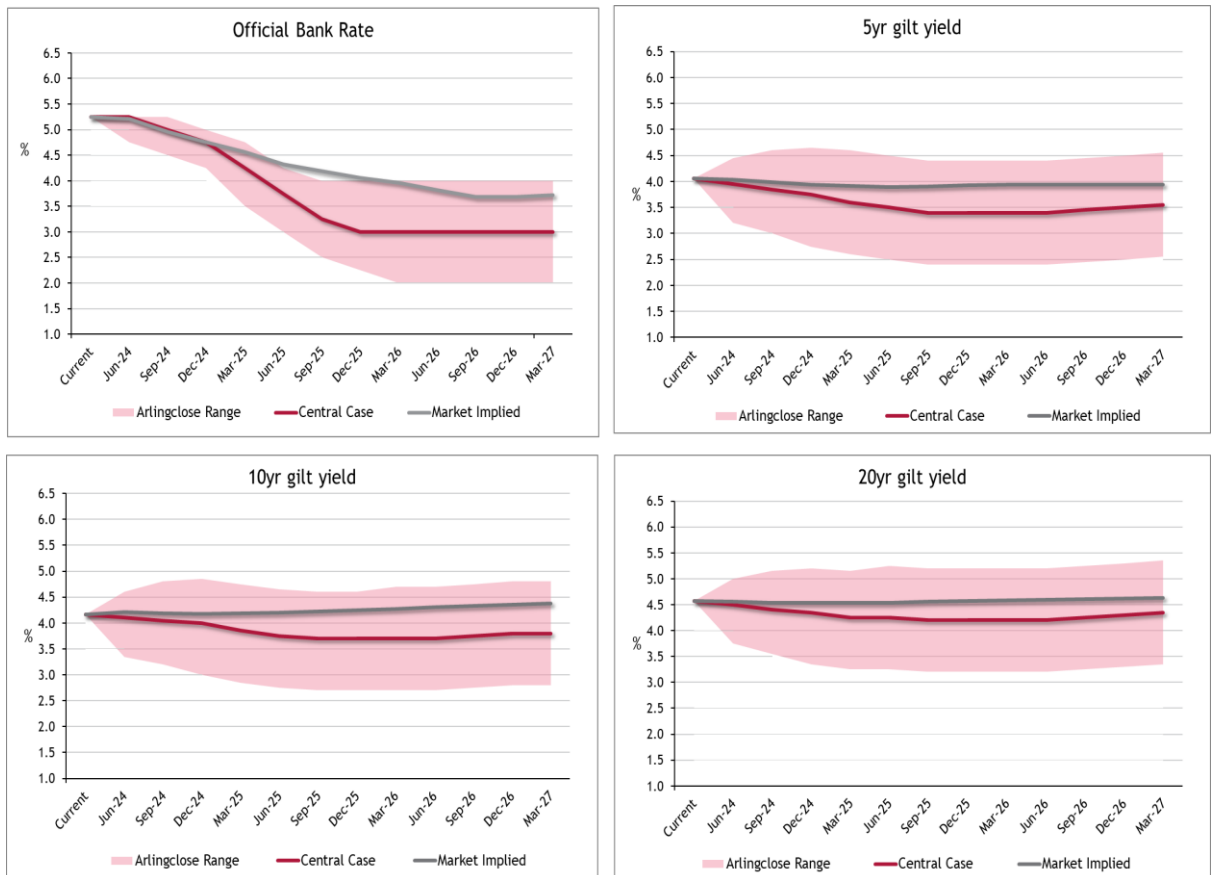 Official Bank Rate
6.5
6.0
5.5
5.0
4.5
4.0
3.5
3.0
2.5
2.0
1.5
1.0
%
Current
Jun-24
Sep-24
Dec-24
Mar-25
Jun-25
Sep-25
Dec-25
Mar-26
Jun-26
Sep-26
Dec-26
Mar-27
Arlingclose Range
Central Case
Market Implied
5yr gilt yield
6.5
6.0
5.5
5.0
4.5
4.0
3.5
3.0
2.5
2.0
1.5
1.0
%
Current
Jun-24
Sep-24
Dec-24
Mar-25
Jun-25
Sep-25
Dec-25
Mar-26
Jun-26
Sep-26
Dec-26
Mar-27
Arlingclose Range
Central Case
Market Implied
10yr gilt yield
6.5
6.0
5.5
5.0
4.5
4.0
3.5
3.0
2.5
2.0
1.5
1.0
%
Current
Jun-24
Sep-24
Dec-24
Mar-25
Jun-25
Sep-25
Dec-25
Mar-26
Jun-26
Sep-26
Dec-26
Mar-27
Arlingclose Range
Central Case
Market Implied
20yr gilt yield
6.5
6.0
5.5
5.0
4.5
4.0
3.5
3.0
2.5
2.0
1.5
1.0
%
Current
Jun-24
Sep-24
Dec-24
Mar-25
Jun-25
Sep-25
Dec-25
Mar-26
Jun-26
Sep-26
Dec-26
Mar-27
Arlingclose Range
Central Case
Market Implied